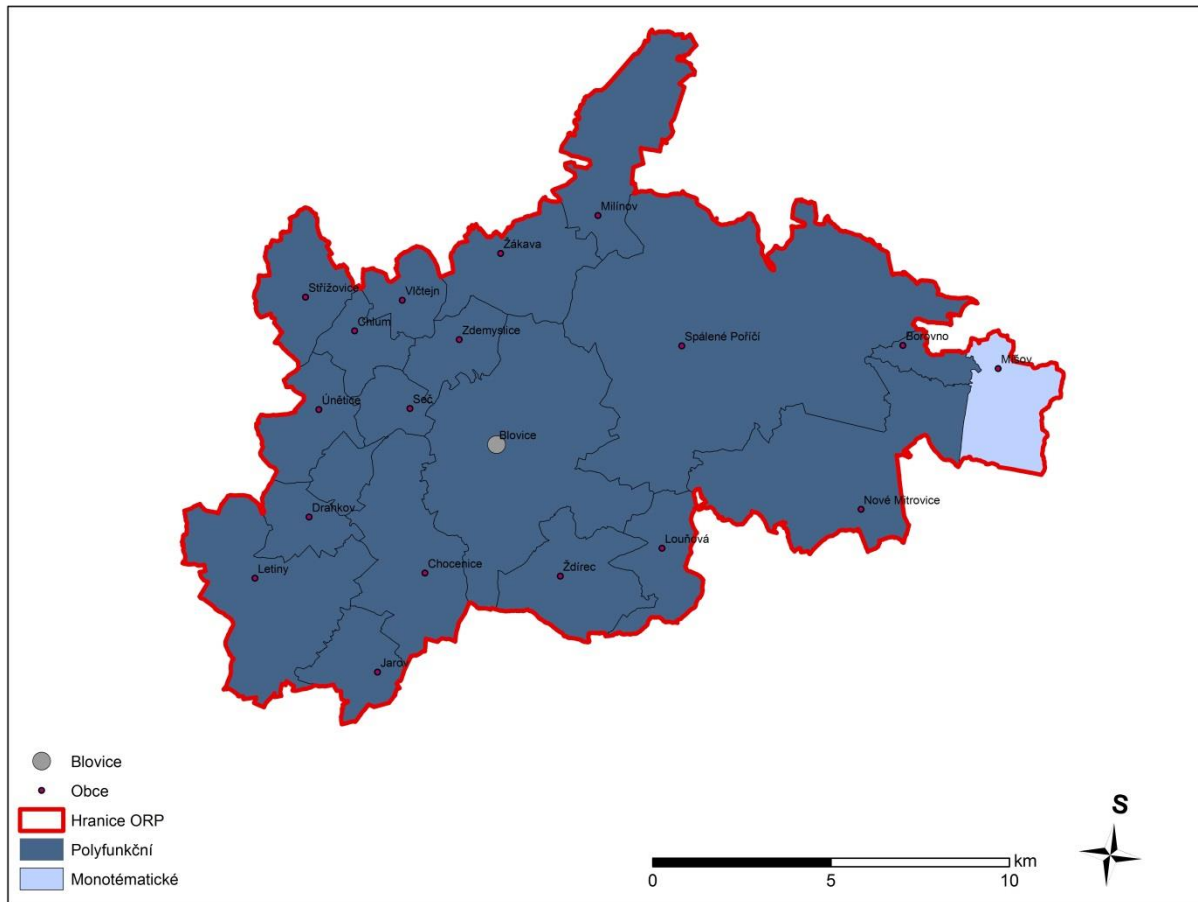 Milínov
Žákava
Střížovice
Vlčtejn
Chlum
Zdemyslice
Spálené Poříčí
Borovno
Míšov
Únětice
Seč
Blovice
Nové Mitrovice
Drahkov
Louňová
Letiny
Chocenice
Ždírec
Jarov
Blovice
Obce
Hranice ORP
Polyfunkční
Monotématické
S
km
0 5 10